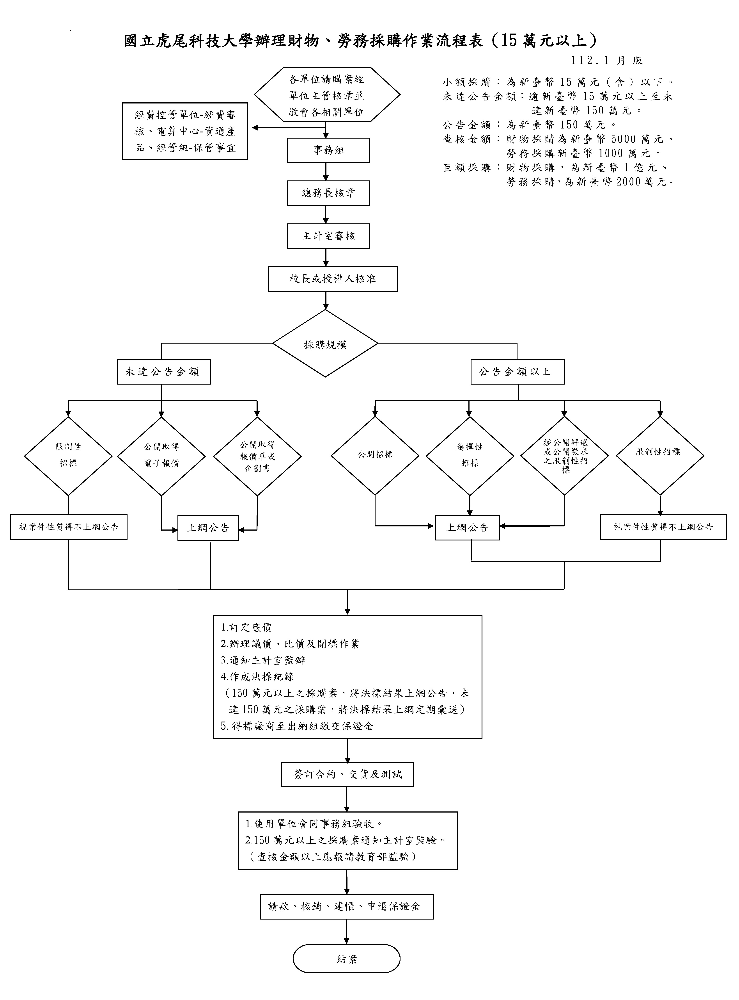 國立虎尾科技大學辦理財物、勞務採購作業流程表（15 萬元以上）
112.1 月 版
各單位請購案經
單位主管核章並
敬會各相關單位
小額採購：為新臺幣 15 萬元（含）以下。
未達公告金額：逾新臺幣 15 萬元以上至未
達新臺幣 150 萬元。
公告金額：為新臺幣 150 萬元。
查核金額：財物採購為新臺幣 5000 萬元、
勞務採購新臺幣 1000 萬元。
巨額採購：財物採購，為新臺幣 1 億元、
勞務採購，為新臺幣 2000 萬元。
經費控管單位-經費審
核、電算中心-資通產
品、經管組-保管事宜
事務組
總務長核章
主計室審核
校長或授權人核准
採購規模
未達公告金額
公告金額以上
限制性
招標
公開取得
電子報價
公開取得
報價單或
企劃書
公開招標
選擇性
招標
經公開評選
或公開徵求
之限制性招
標
限制性招標
視案件性質得不上網公告
上網公告
上網公告
視案件性質得不上網公告
1.訂定底價
2.辦理議價、比價及開標作業
3.通知主計室監辦
4.作成決標紀錄
（150 萬元以上之採購案，將決標結果上網公告，未
達 150 萬元之採購案，將決標結果上網定期彙送）
5.得標廠商至出納組繳交保證金
簽訂合約、交貨及測試
1.使用單位會同事務組驗收。
2.150 萬元以上之採購案通知主計室監驗。
（查核金額以上應報請教育部監驗）
請款、核銷、建帳、申退保證金
結案